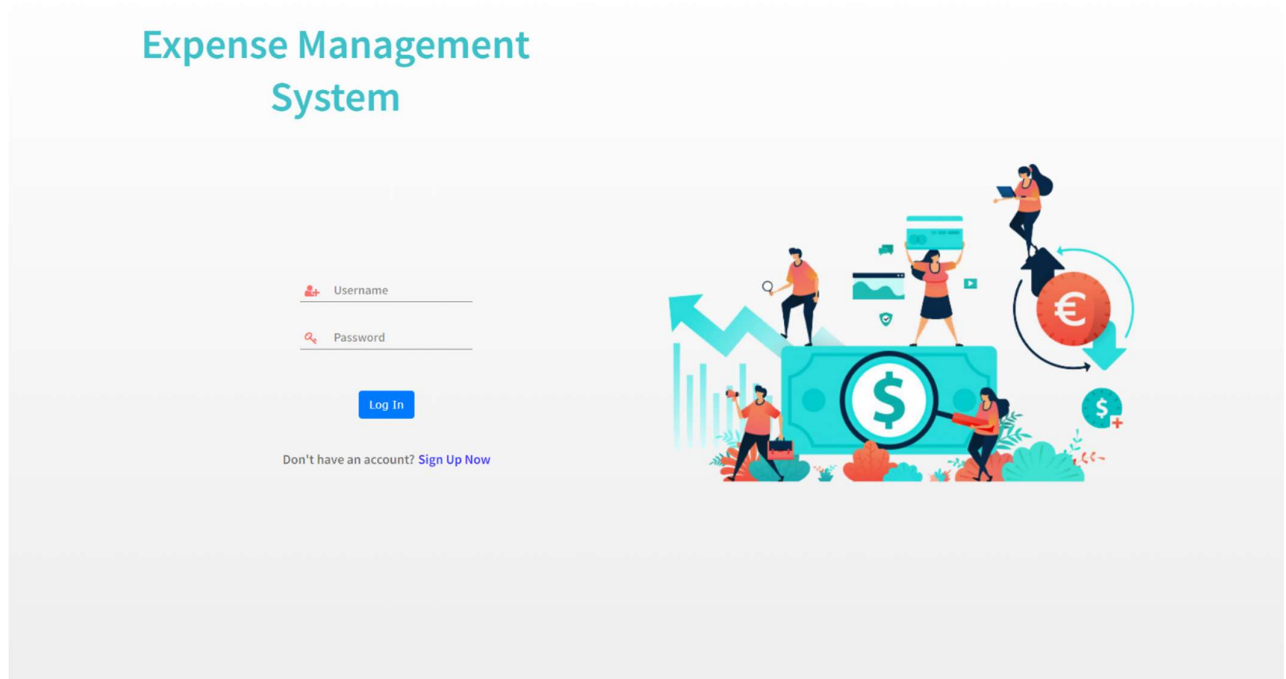 Expense Management
System
Username
Password
Log In
Don't have an account? Sign Up Now
€
$
$